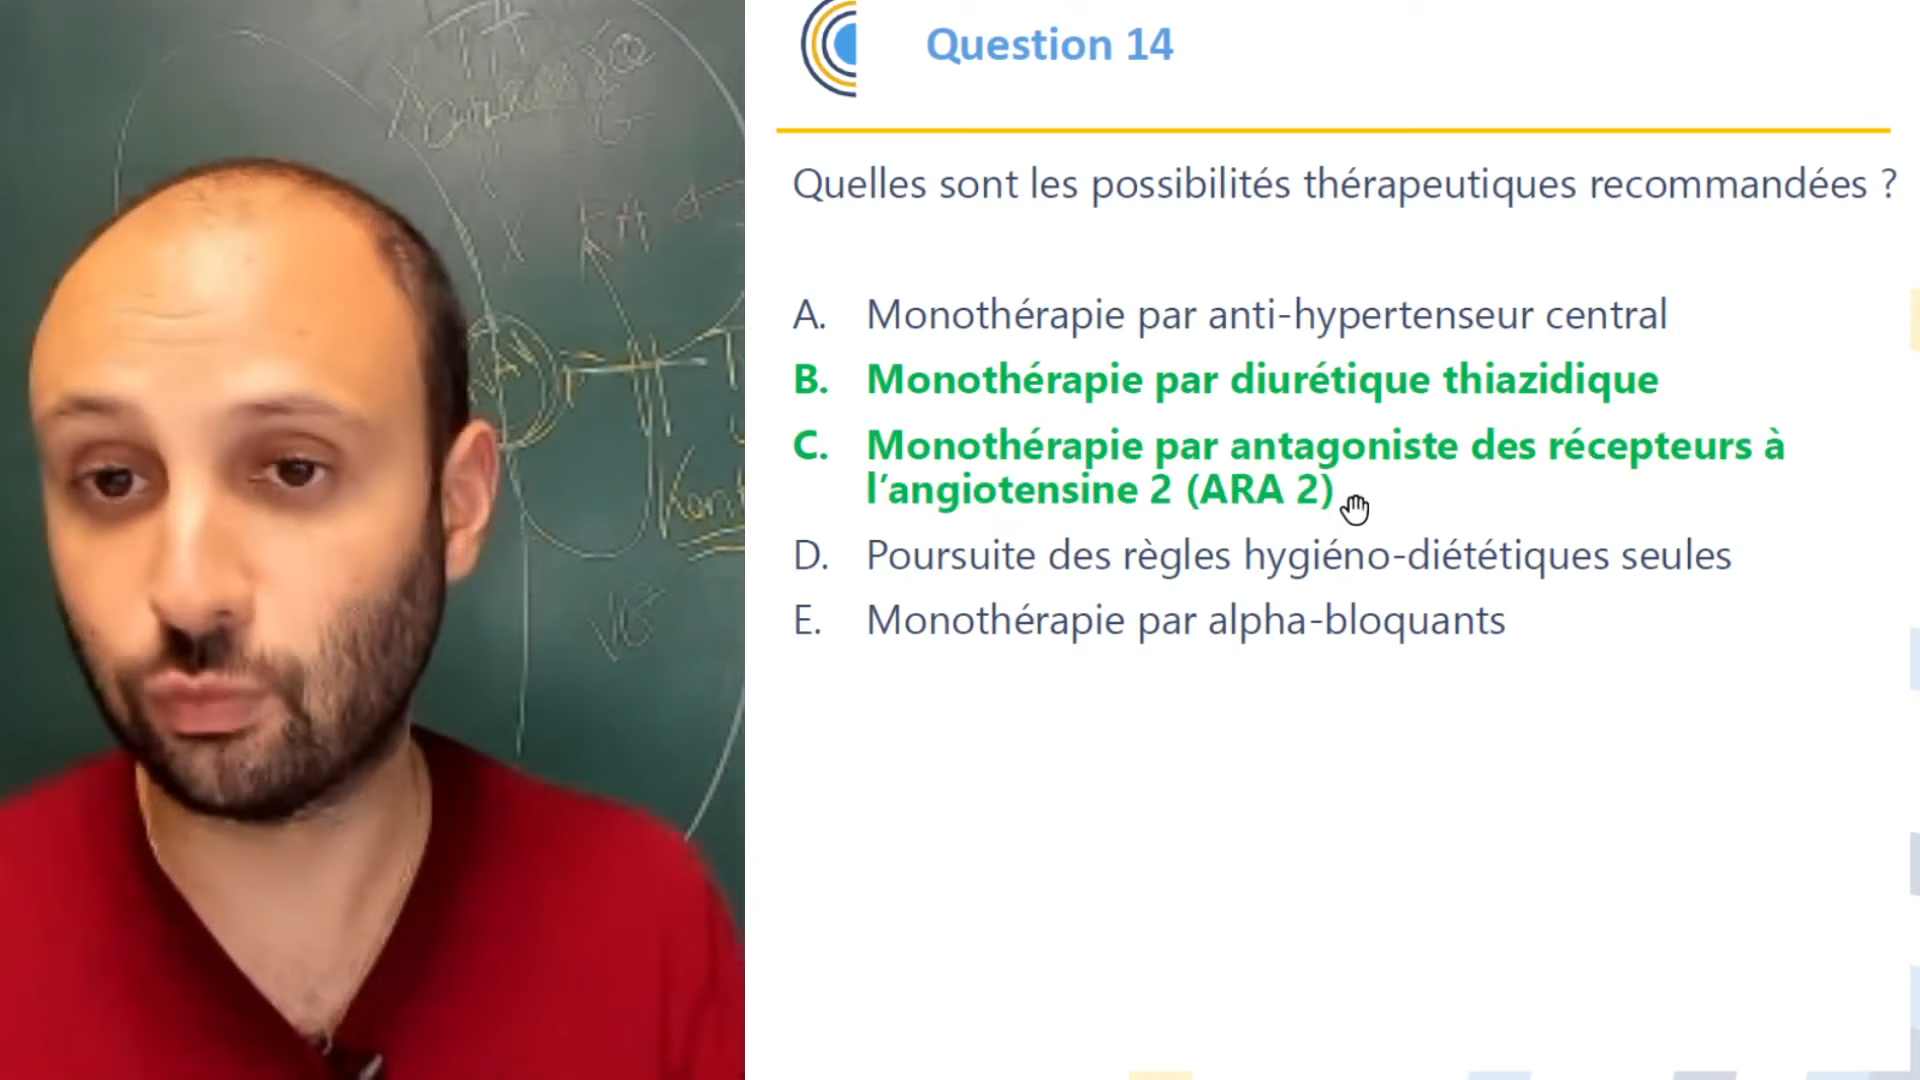 Question 14
Quelles sont les possibilités thérapeutiques recommandées ?
A. Monothérapie par anti-hypertenseur central
B. Monothérapie par diurétique thiazidique
C. Monothérapie par antagoniste des récepteurs à
l'angiotensine 2 (ARA 2)
D. Poursuite des règles hygiéno-diététiques seules
E. Monothérapie par alpha-bloquants